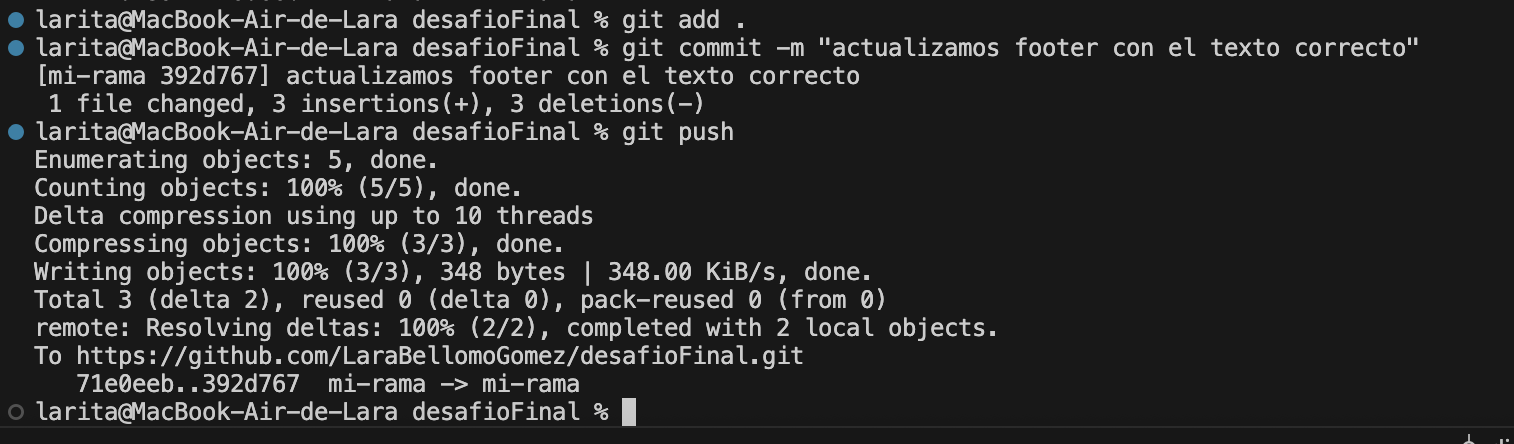 larita@MacBook-Air-de-Lara desafioFinal % git add .
larita@MacBook-Air-de-Lara desafioFinal % git commit -m "actualizamos footer con el texto correcto"
[mi-rama 392d767] actualizamos footer con el texto correcto
 1 file changed, 3 insertions(+), 3 deletions(-)
larita@MacBook-Air-de-Lara desafioFinal % git push
Enumerating objects: 5, done.
Counting objects: 100% (5/5), done.
Delta compression using up to 10 threads
Compressing objects: 100% (3/3), done.
Writing objects: 100% (3/3), 348 bytes | 348.00 KiB/s, done.
Total 3 (delta 2), reused 0 (delta 0), pack-reused 0 (from 0)
remote: Resolving deltas: 100% (2/2), completed with 2 local objects.
To https://github.com/LaraBellomoGomez/desafioFinal.git
   71e0eeb..392d767  mi-rama -> mi-rama
larita@MacBook-Air-de-Lara desafioFinal %